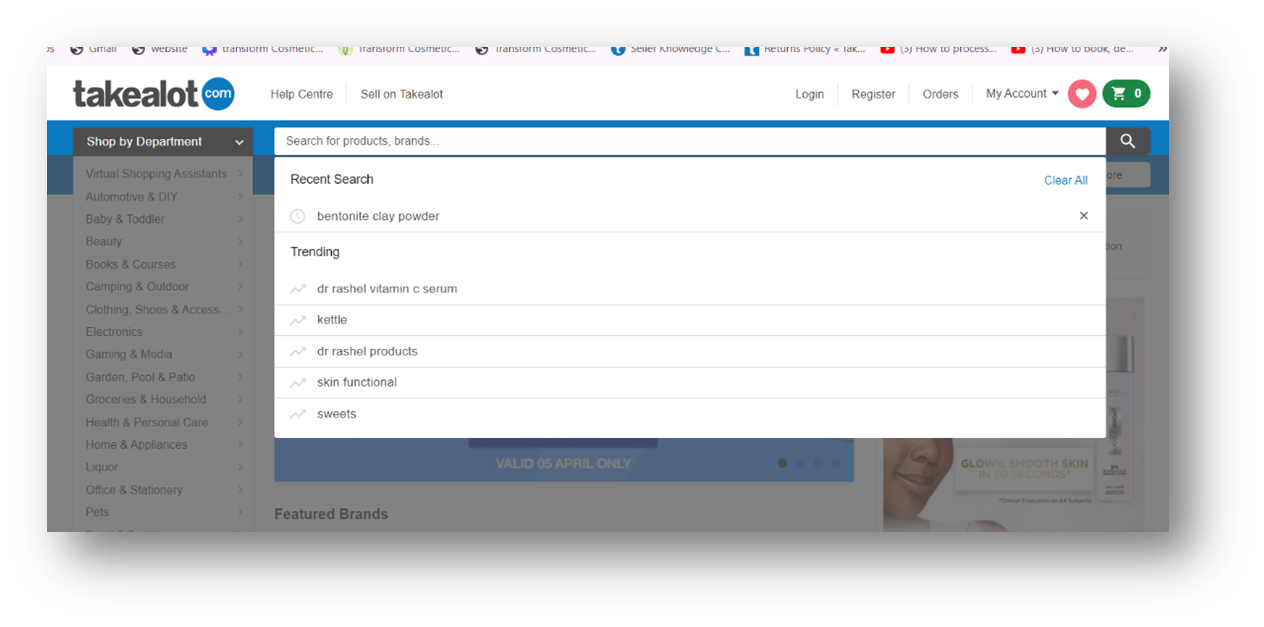 Gmail website transform Cosmetic... Transform Cosmetic... Transform Cosmetic... Seller Knowledge C... Returns Policy « Tak... (3) How to process... (3) How to book, de... »
takealot com
Help Centre Sell on Takealot Login Register Orders My Account 0
Shop by Department Search for products, brands...
Recent Search Clear All
bentonite clay powder
Trending
dr rashel vitamin c serum
kettle
dr rashel products
skin functional
sweets
Virtual Shopping Assistants
Automotive & DIY
Baby & Toddler
Beauty
Books & Courses
Camping & Outdoor
Clothing, Shoes & Access...
Electronics
Gaming & Media
Garden, Pool & Patio
Groceries & Household
Health & Personal Care
Home & Appliances
Liquor
Office & Stationery
Pets
VALID 05 APRIL ONLY
GLOWY, SMOOTH SKIN
IN 30 SECONDS*
*Clinical Evaluation on 64 Subjects
Featured Brands